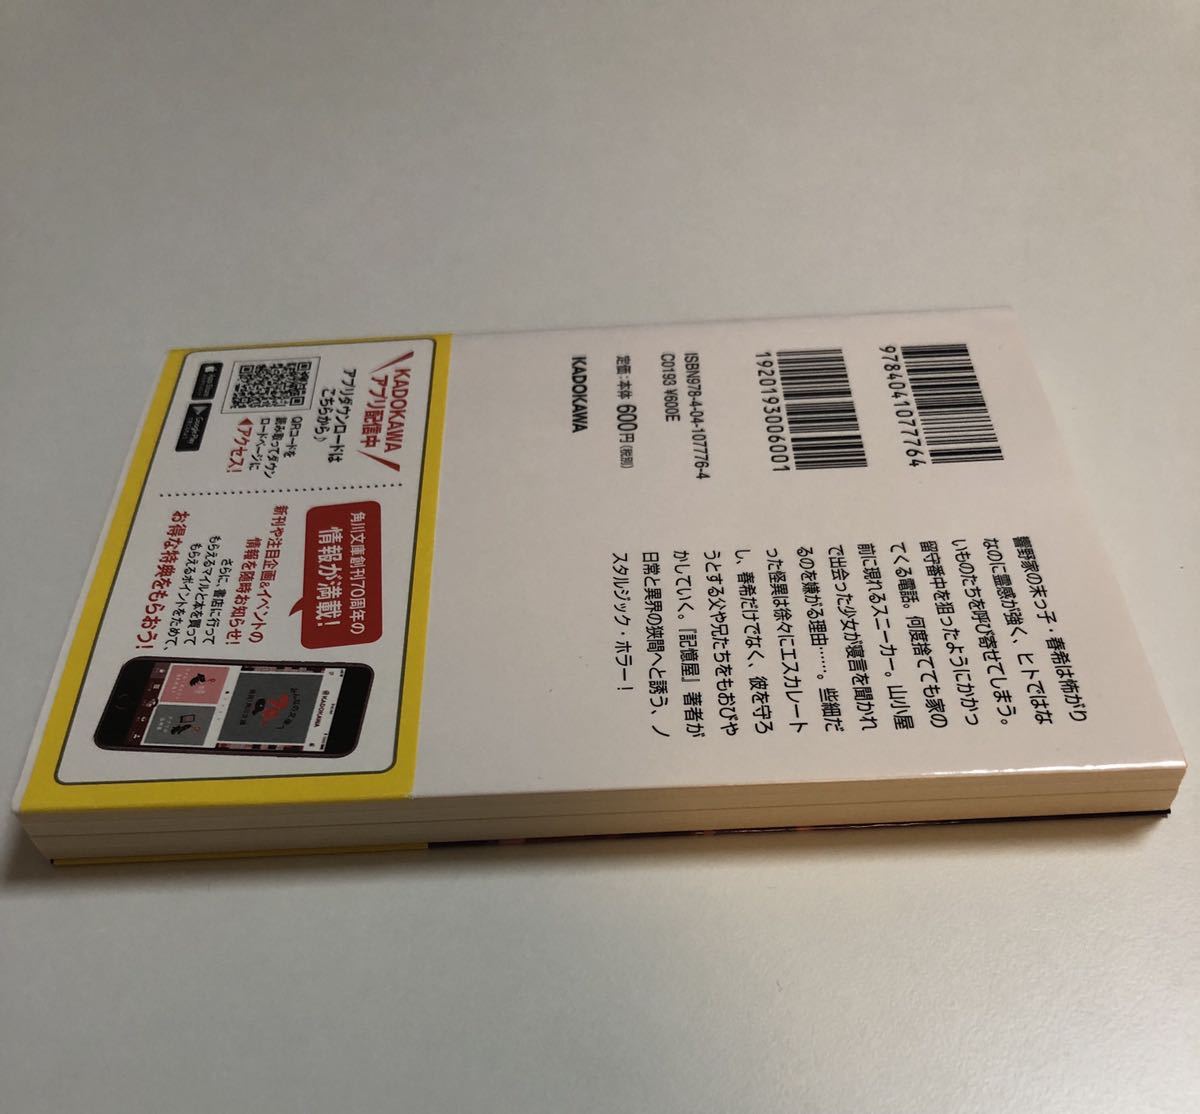 9784041077764
1920193006001
ISBN978-4-04-107776-4
C0193 ¥600E
定価：本体600円（税別）
KADOKAWA
響野家の末っ子・春希は怖がり
なのに霊感が強く、ヒトではな
いものたちを呼び寄せてしまう。
留守番中を狙ったようにかかっ
てくる電話。何度捨てても家の
前に現れるスニーカー。山小屋
で出会った少女が寝言を聞かれ
るのを嫌がる理由……。些細だ
った怪異は徐々にエスカレート
し、春希だけでなく、彼を守ろ
うとする父や兄たちをもおびや
かしていく。『記憶屋』著者が
日常と異界の狭間へと誘う、ノ
スタルジック・ホラー！
KADOKAWA
アプリ配信中
アプリダウンロードは
こちらから♪
QRコードを
読み取ってダウン
ロードページに
アクセス！
角川文庫創刊70周年の
情報が満載！
新刊や注目企画&イベントの
情報を随時お知らせ！
さらに、書店に行って
もらえるマイルと本を買って
もらえるポイントをためて、
お得な特典をもらおう！
KADOKAWA